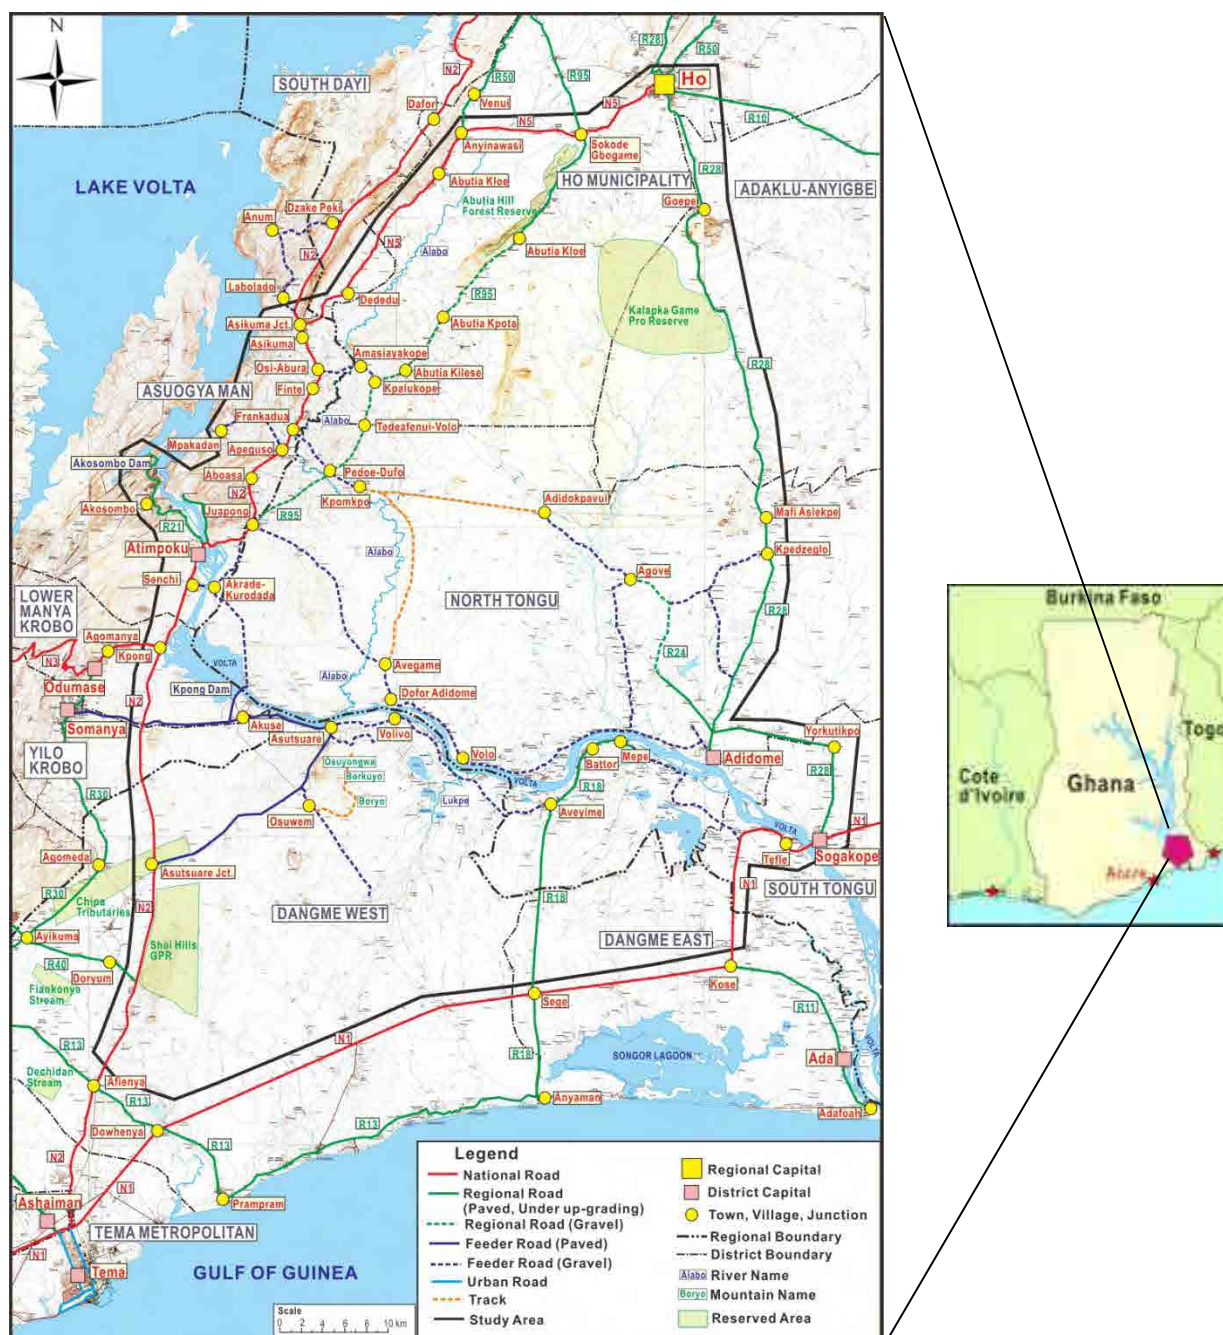 N
SOUTH DAYI
N2
R50
R95
R28
R50
Ho
Dafor
Venui
N5
N5
R10
Anyinawasi
Sokode
Gbogame
LAKE VOLTA
Abutia Kloe
HO MUNICIPALITY
R28
ADAKLU-ANYIGBE
Abutia Hill
Forest Reserve
Goepe
Anum
Dzake Peki
N2
N5
Alabo
Abutia Kloe
Labolado
Dededu
R95
Kalapka Game
Pro Reserve
Asikuma Jct.
Asikuma
Abutia Kpota
Osi-Abura
Amasiayakope
Abutia Kilese
R28
ASUOGYA MAN
Finte
Kpalukope
Frankadua
Alabo
Tedeafenui-Volo
Mpakadan
Apeguso
Akosombo Dam
Aboasa
Pedoe-Dufo
N2
Kpomkpo
Akosombo
Juapong
R95
Adidokpavui
R21
Mafi Asiekpe
Atimpoku
Alabo
Kpedzeglo
Senchi
Akrade-
Kurodada
Agove
LOWER
MANYA
KROBO
NORTH TONGU
R28
Agomanya
N3
Kpong
VOLTA
Avegame
R24
Odumase
Kpong Dam
Alabo
Dofor Adidome
N2
Somanya
Akuse
Asutsuare
Volivo
Yorkutikpo
YILO
KROBO
Osuyongwa
Borkuyo
Volo
Battor
Mepe
Adidome
R28
VOLTA
R30
Boryo
Lukpe
R18
Osuwem
Aveyime
VOLTA
N1
Tefle
Sogakope
Agomeda
Asutsuare Jct.
N1
SOUTH TONGU
R30
Chipa
Tributaries
N2
R18
DANGME WEST
DANGME EAST
Ayikuma
Shai Hills
GPR
R40
Doryum
Kose
Fiankonya
Stream
Sege
R11
R13
N1
SONGOR LAGOON
Ada
VOLTA
Dechidan
Stream
R18
Afienya
R13
Anyaman
Adafoah
Dowhenya
R13
R13
N2
N1
Prampram
Ashaiman
TEMA METROPOLITAN
N1
Tema
GULF OF GUINEA
Scale
0 2 4 6 8 10 km
Legend
National Road
Regional Road
(Paved, Under up-grading)
Regional Road (Gravel)
Feeder Road (Paved)
Feeder Road (Gravel)
Urban Road
Track
Study Area
Regional Capital
District Capital
Town, Village, Junction
Regional Boundary
District Boundary
Alabo River Name
Boryo Mountain Name
Reserved Area
Burkina Faso
Togo
Cote
d'Ivoire
Ghana
Accra